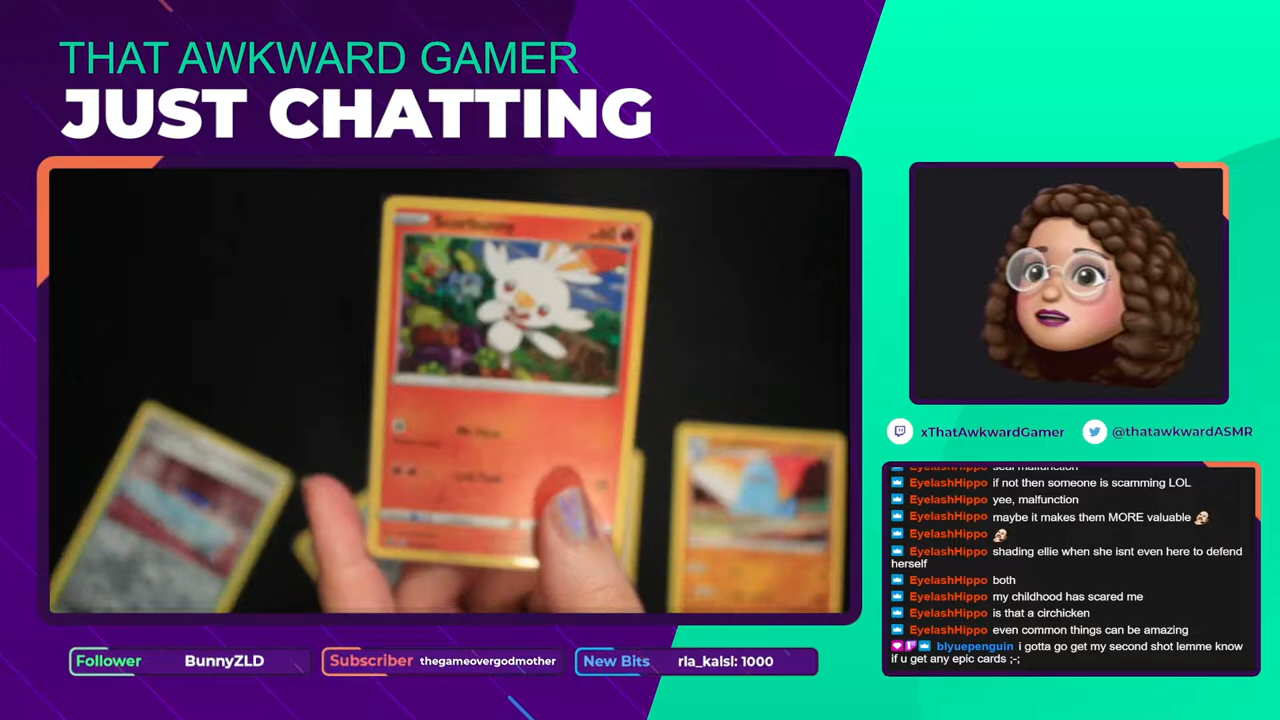 THAT AWKWARD GAMER
JUST CHATTING
Scorbunny
xThatAwkwardGamer
@thatawkwardASMR
EyelashHippo seal malfunction
EyelashHippo if not then someone is scamming LOL
EyelashHippo yee, malfunction
EyelashHippo maybe it makes them MORE valuable
EyelashHippo
EyelashHippo shading ellie when she isnt even here to defend
herself
EyelashHippo both
EyelashHippo my childhood has scared me
EyelashHippo is that a circhicken
EyelashHippo even common things can be amazing
blyuepenguin i gotta go get my second shot lemme know
if u get any epic cards ;-;
Follower BunnyZLD
Subscriber thegameovergodmother
New Bits rla_kalsl: 1000